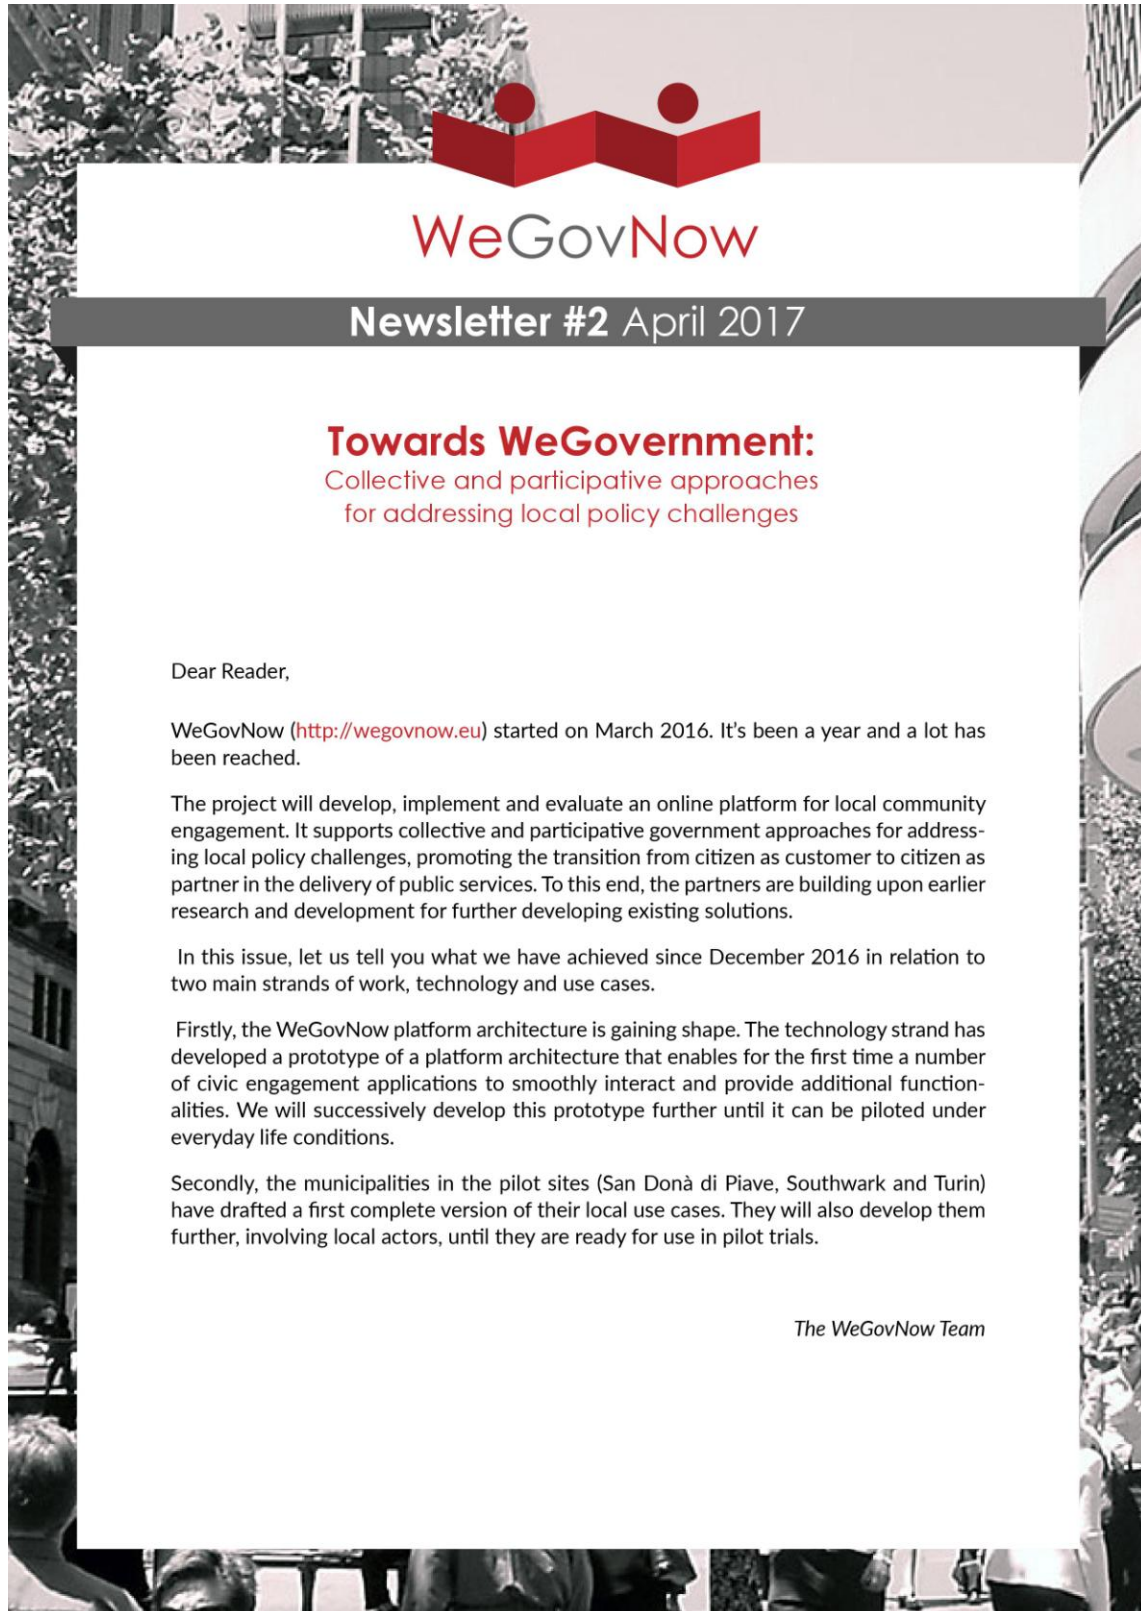 WeGovNow
Newsletter #2 April 2017
Towards WeGovernment:
Collective and participative approaches
for addressing local policy challenges
Dear Reader,
WeGovNow (http://wegovnow.eu) started on March 2016. It's been a year and a lot has
been reached.
The project will develop, implement and evaluate an online platform for local community
engagement. It supports collective and participative government approaches for address-
ing local policy challenges, promoting the transition from citizen as customer to citizen as
partner in the delivery of public services. To this end, the partners are building upon earlier
research and development for further developing existing solutions.
In this issue, let us tell you what we have achieved since December 2016 in relation to
two main strands of work, technology and use cases.
Firstly, the WeGovNow platform architecture is gaining shape. The technology strand has
developed a prototype of a platform architecture that enables for the first time a number
of civic engagement applications to smoothly interact and provide additional function-
alities. We will successively develop this prototype further until it can be piloted under
everyday life conditions.
Secondly, the municipalities in the pilot sites (San Donà di Piave, Southwark and Turin)
have drafted a first complete version of their local use cases. They will also develop them
further, involving local actors, until they are ready for use in pilot trials.
The WeGovNow Team